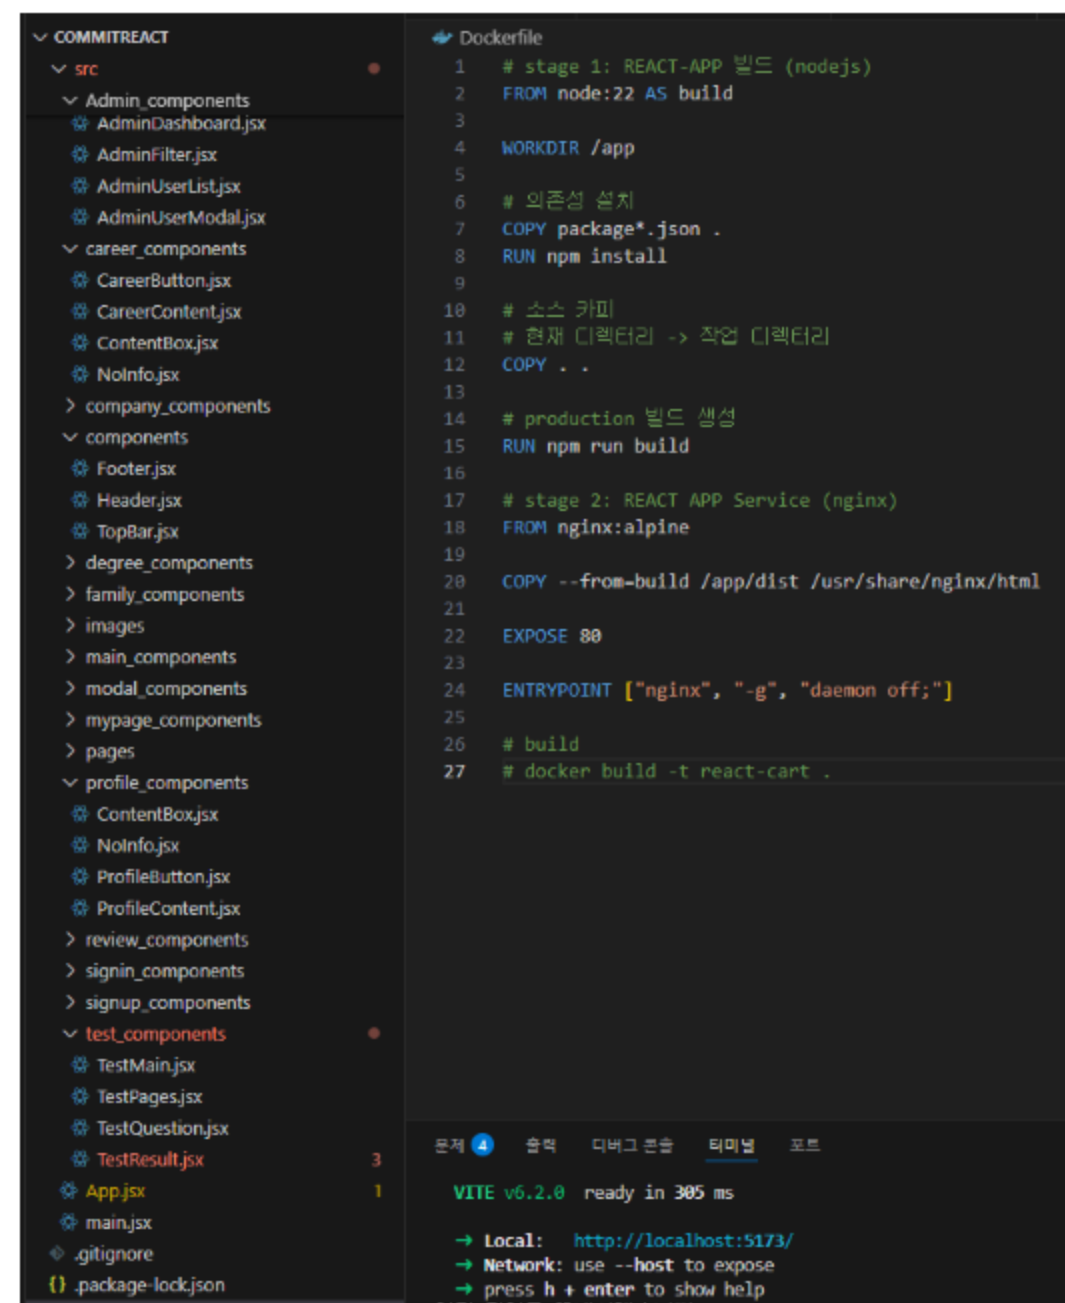 COMMITREACT
src
Admin_components
AdminDashboard.jsx
AdminFilter.jsx
AdminUserList.jsx
AdminUserModal.jsx
career_components
CareerButton.jsx
CareerContent.jsx
ContentBox.jsx
NoInfo.jsx
company_components
components
Footer.jsx
Header.jsx
TopBar.jsx
degree_components
family_components
images
main_components
modal_components
mypage_components
pages
profile_components
ContentBox.jsx
NoInfo.jsx
ProfileButton.jsx
ProfileContent.jsx
review_components
signin_components
signup_components
test_components
TestMain.jsx
TestPages.jsx
TestQuestion.jsx
TestResult.jsx 3
App.jsx 1
main.jsx
.gitignore
{} .package-lock.json
Dockerfile
1 # stage 1: REACT-APP 빌드 (nodejs)
2 FROM node:22 AS build
3
4 WORKDIR /app
5
6 # 의존성 설치
7 COPY package*.json .
8 RUN npm install
9
10 # 소스 카피
11 # 현재 디렉터리 -> 작업 디렉터리
12 COPY . .
13
14 # production 빌드 생성
15 RUN npm run build
16
17 # stage 2: REACT APP Service (nginx)
18 FROM nginx:alpine
19
20 COPY --from=build /app/dist /usr/share/nginx/html
21
22 EXPOSE 80
23
24 ENTRYPOINT ["nginx", "-g", "daemon off;"]
25
26 # build
27 # docker build -t react-cart .
문제 4 출력 디버그 콘솔 터미널 포트
VITE v6.2.0 ready in 305 ms
→ Local: http://localhost:5173/
→ Network: use --host to expose
→ press h + enter to show help